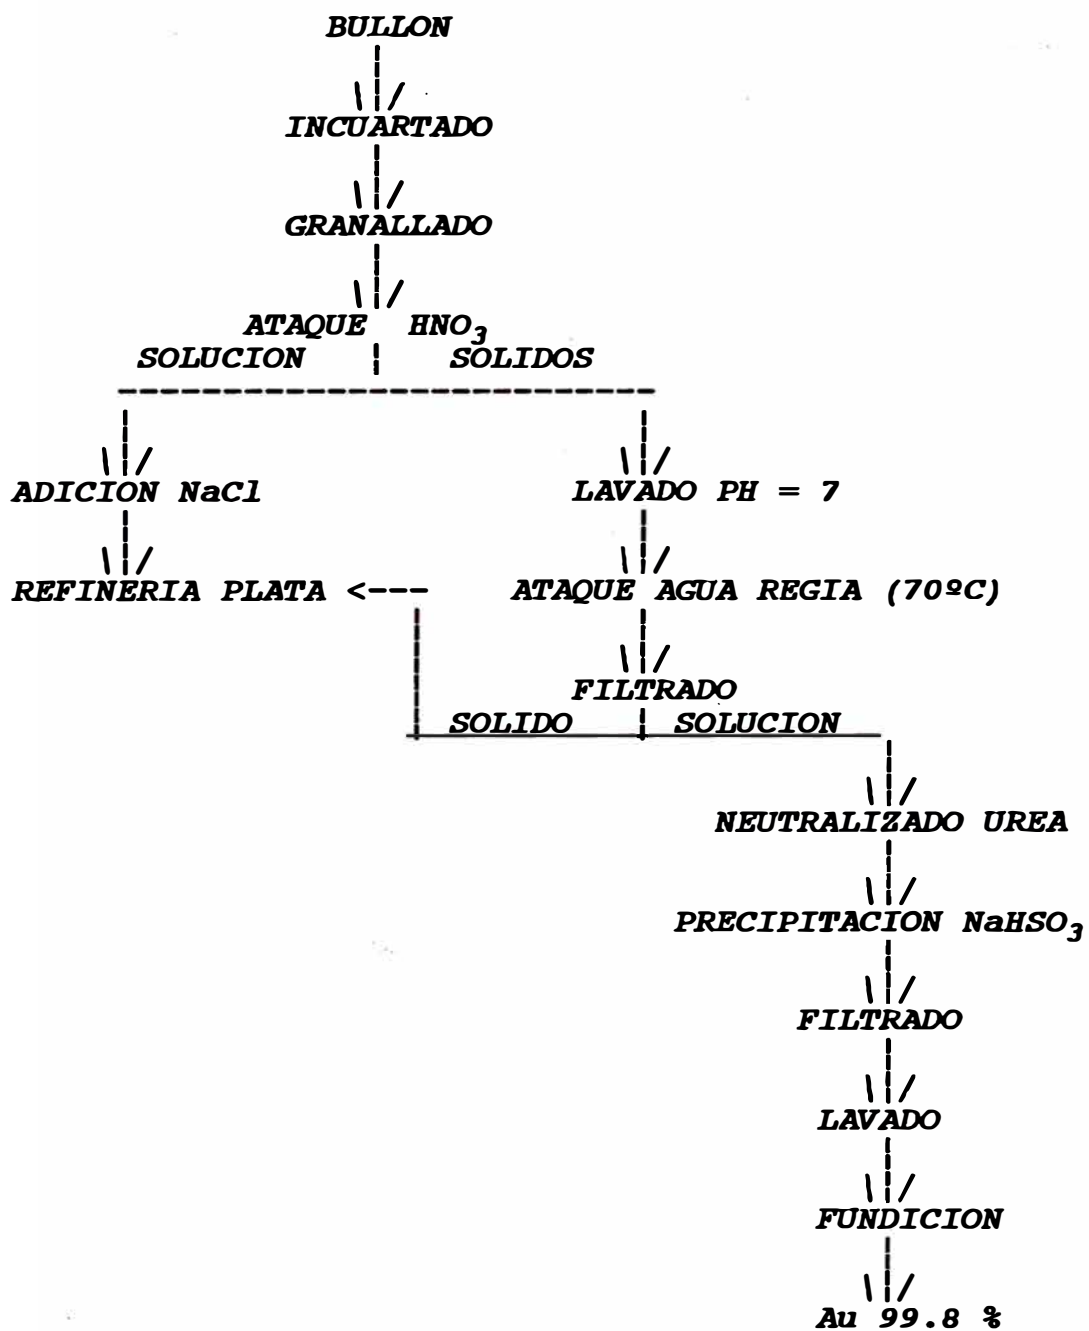 BULLON
INCUARTADO
GRANALLADO
ATAQUE HNO3
SOLUCION SOLIDOS
ADICION NaCl LAVADO PH = 7
REFINERIA PLATA <--- ATAQUE AGUA REGIA (70ºC)
FILTRADO
SOLIDO SOLUCION
NEUTRALIZADO UREA
PRECIPITACION NaHSO3
FILTRADO
LAVADO
FUNDICION
Au 99.8 %